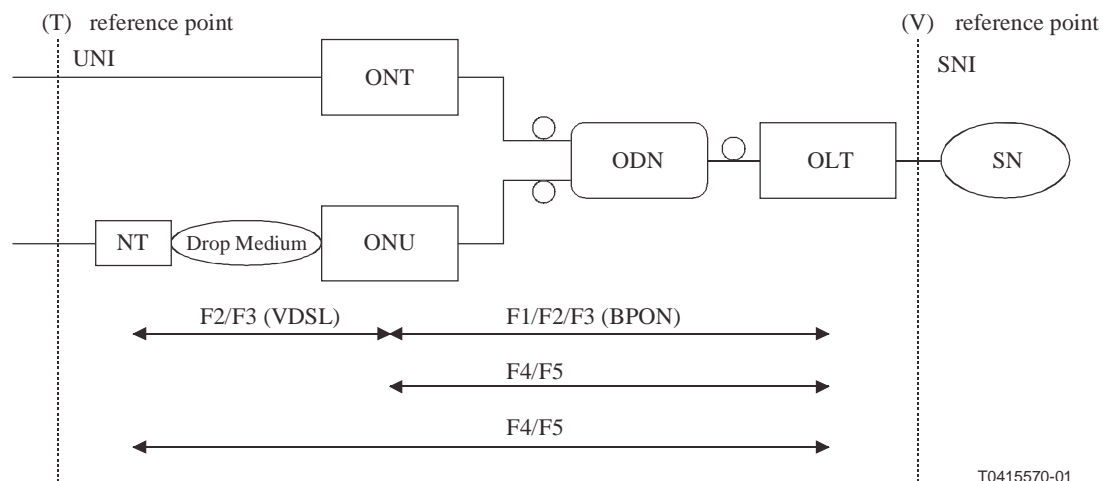 (T) reference point
(V) reference point
UNI
SNI
ONT
ODN
OLT
SN
NT
Drop Medium
ONU
F2/F3 (VDSL)
F1/F2/F3 (BPON)
F4/F5
F4/F5
T0415570-01